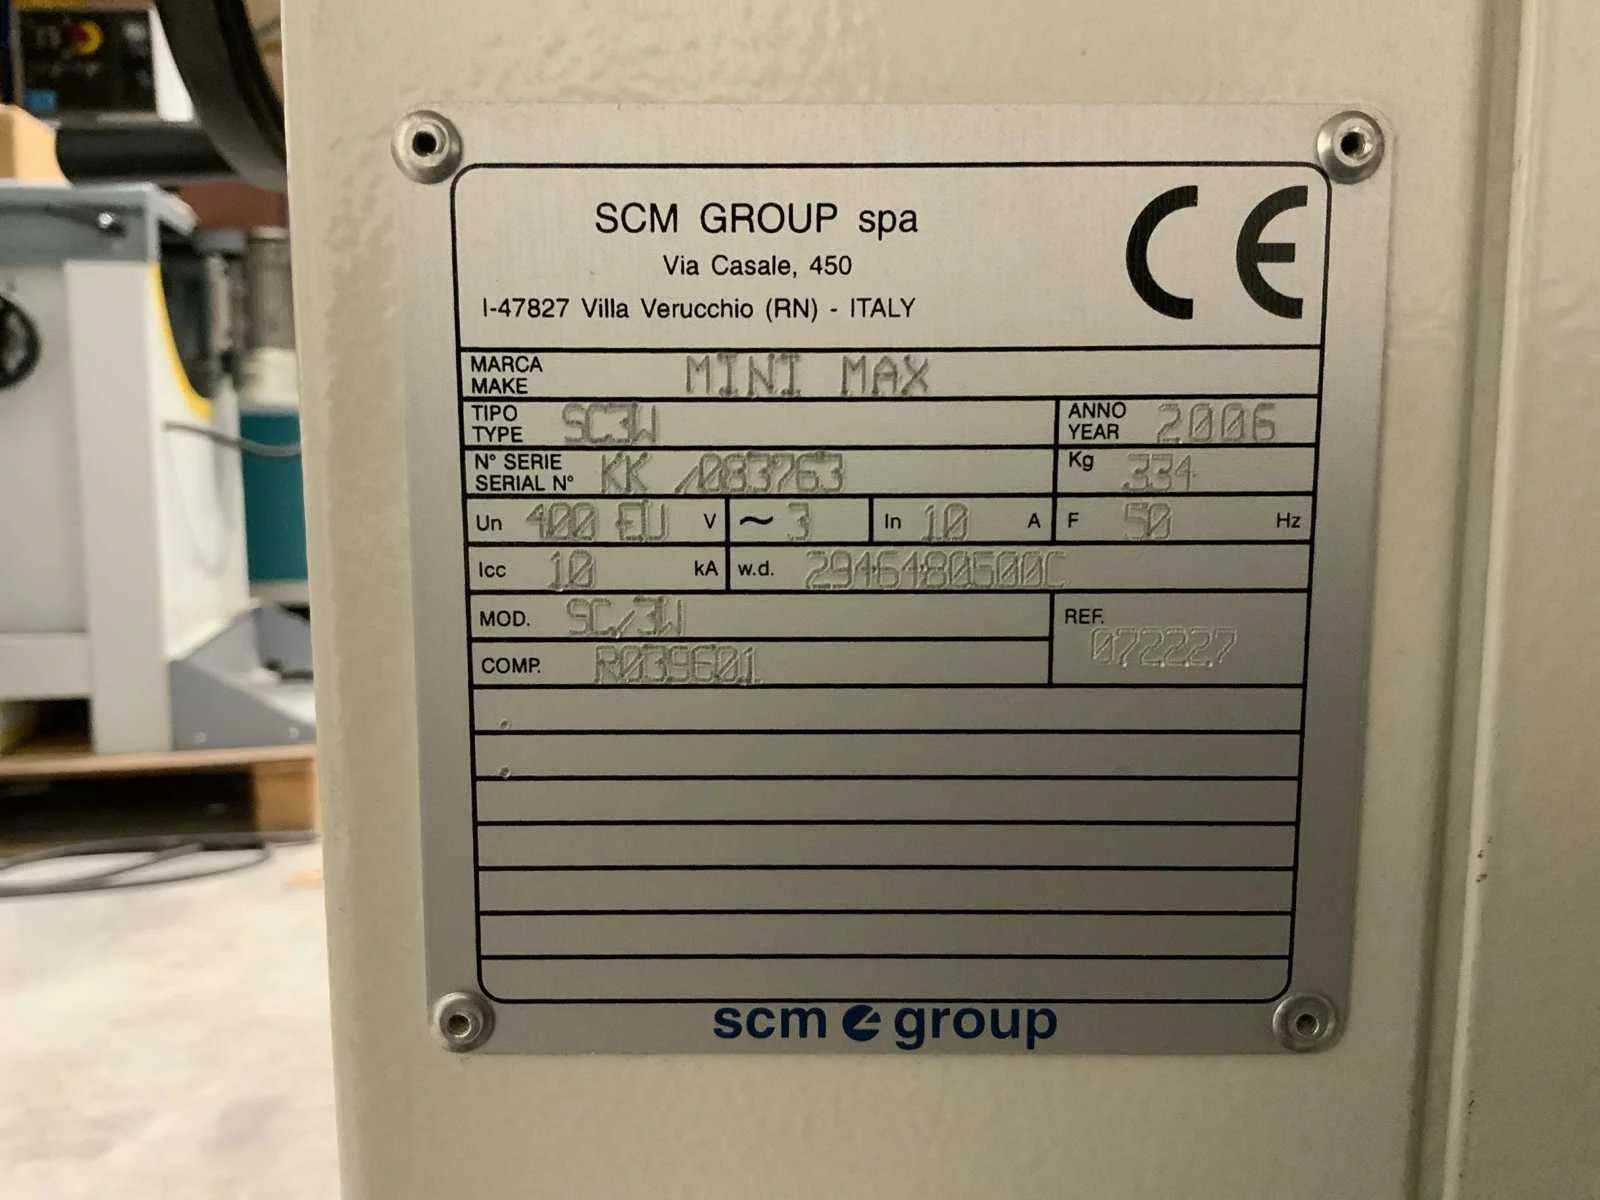 SCM GROUP spa
Via Casale, 450
I-47827 Villa Verucchio (RN) - ITALY
CE
MARCA
MAKE
MINI MAX
TIPO
TYPE
SC3W
ANNO
YEAR
2006
N° SERIE
SERIAL N°
KK /083763
Kg 334
Un 400 EU V
~ 3
In 10 A
F 50 Hz
Icc 10 kA
w.d. 2946480500C
MOD. SC/3W
REF.
072227
COMP. R039601
scm group